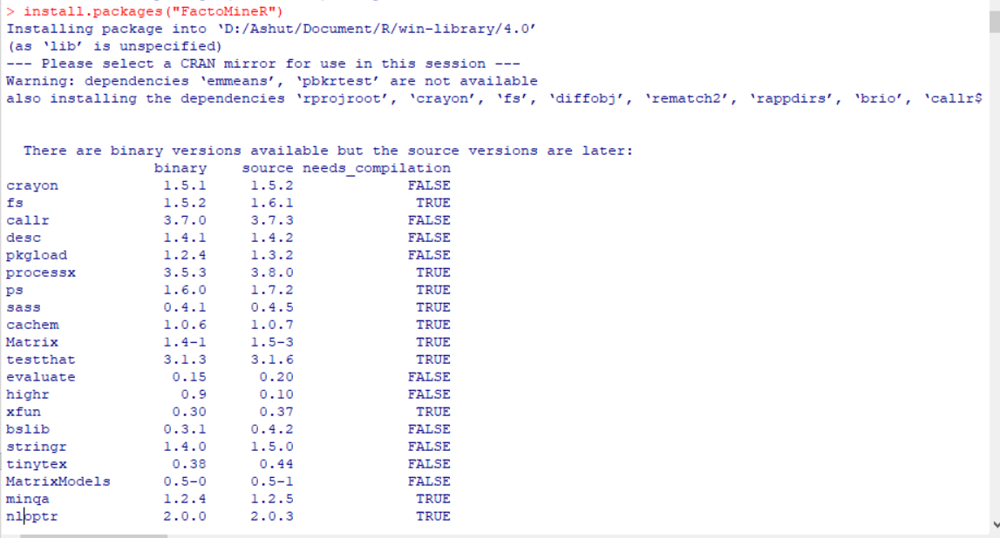 > install.packages("FactoMineR")
Installing package into ‘D:/Ashut/Document/R/win-library/4.0’
(as ‘lib’ is unspecified)
--- Please select a CRAN mirror for use in this session ---
Warning: dependencies ‘emmeans’, ‘pbkrtest’ are not available
also installing the dependencies ‘rprojroot’, ‘crayon’, ‘fs’, ‘diffobj’, ‘rematch2’, ‘rappdirs’, ‘brio’, ‘callr$
There are binary versions available but the source versions are later:
binary source needs_compilation
crayon 1.5.1 1.5.2 FALSE
fs 1.5.2 1.6.1 TRUE
callr 3.7.0 3.7.3 FALSE
desc 1.4.1 1.4.2 FALSE
pkgload 1.2.4 1.3.2 FALSE
processx 3.5.3 3.8.0 TRUE
ps 1.6.0 1.7.2 TRUE
sass 0.4.1 0.4.5 TRUE
cachem 1.0.6 1.0.7 TRUE
Matrix 1.4-1 1.5-3 TRUE
testthat 3.1.3 3.1.6 TRUE
evaluate 0.15 0.20 FALSE
highr 0.9 0.10 FALSE
xfun 0.30 0.37 TRUE
bslib 0.3.1 0.4.2 FALSE
stringr 1.4.0 1.5.0 FALSE
tinytex 0.38 0.44 FALSE
MatrixModels 0.5-0 0.5-1 FALSE
minqa 1.2.4 1.2.5 TRUE
nloptr 2.0.0 2.0.3 TRUE